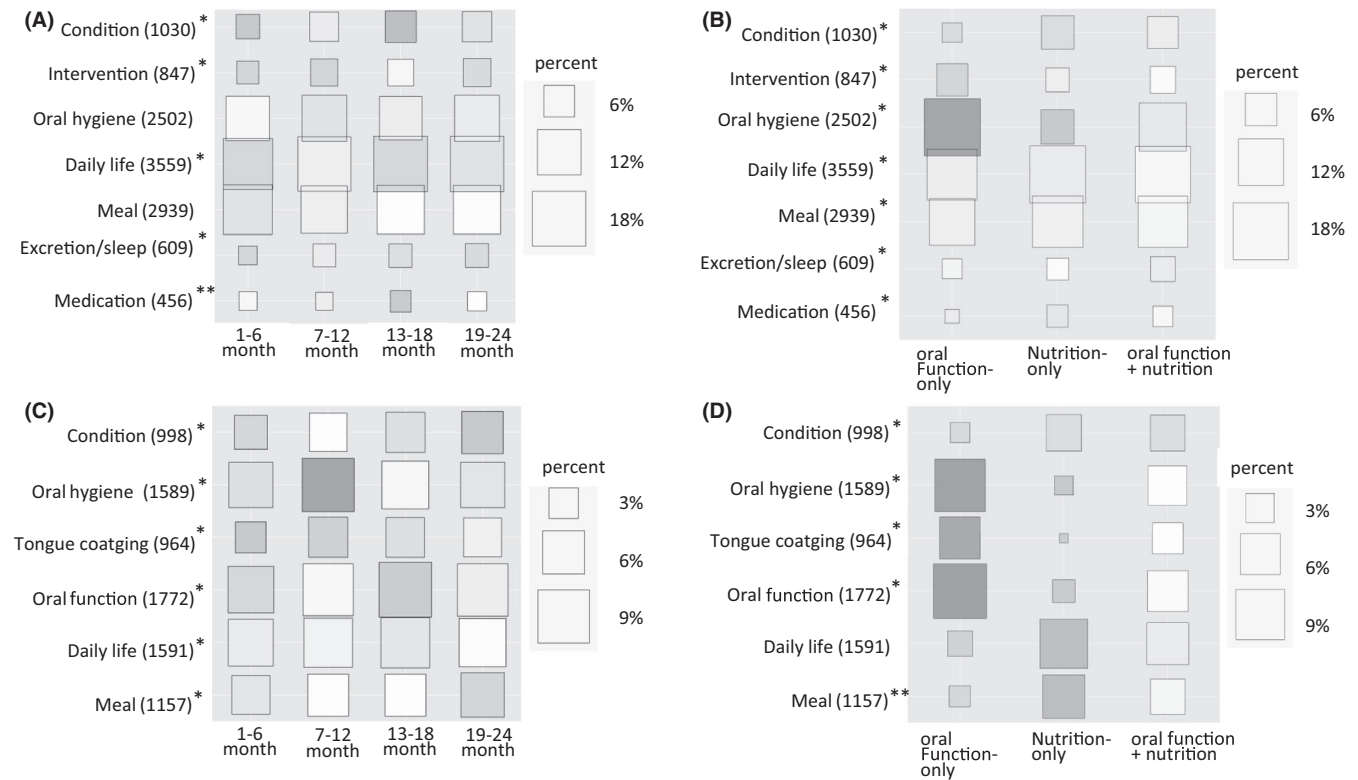 (A)
Condition (1030) *
Intervention (847) *
Oral hygiene (2502)
Daily life (3559) *
Meal (2939)
Excretion/sleep (609) *
Medication (456) **
1-6 month
7-12 month
13-18 month
19-24 month
percent
6%
12%
18%
(B)
Condition (1030) *
Intervention (847) *
Oral hygiene (2502) *
Daily life (3559) *
Meal (2939) *
Excretion/sleep (609) *
Medication (456) *
oral
Function-
only
Nutrition-
only
oral function
+ nutrition
percent
6%
12%
18%
(C)
Condition (998) *
Oral hygiene (1589) *
Tongue coatging (964) *
Oral function (1772) *
Daily life (1591) *
Meal (1157) *
1-6
month
7-12
month
13-18
month
19-24
month
percent
3%
6%
9%
(D)
Condition (998) *
Oral hygiene (1589) *
Tongue coatging (964) *
Oral function (1772) *
Daily life (1591)
Meal (1157) **
oral
Function-
only
Nutrition-
only
oral function
+ nutrition
percent
3%
6%
9%